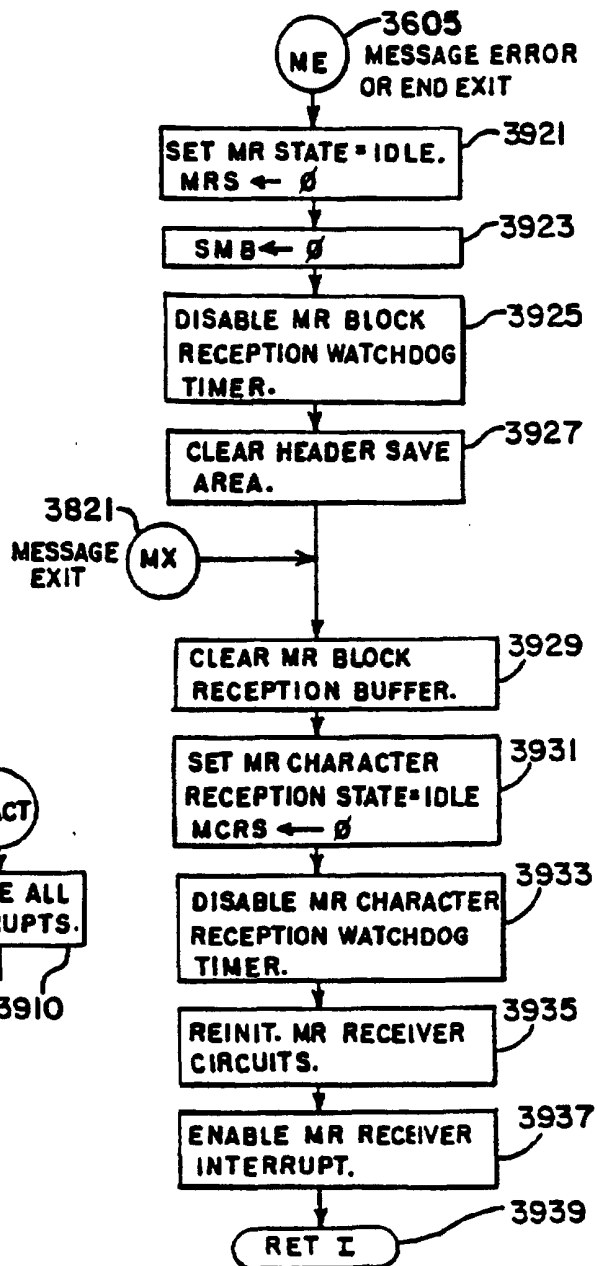 3605
ME
MESSAGE ERROR
OR END EXIT
3921
SET MR STATE = IDLE.
MRS ← Ø
3923
SMB ← Ø
3925
DISABLE MR BLOCK
RECEPTION WATCHDOG
TIMER.
3927
CLEAR HEADER SAVE
AREA.
3821
MESSAGE
EXIT
MX
3929
CLEAR MR BLOCK
RECEPTION BUFFER.
3931
SET MR CHARACTER
RECEPTION STATE = IDLE
MCRS ← Ø
ACT
E ALL
RUPTS.
3910
3933
DISABLE MR CHARACTER
RECEPTION WATCHDOG
TIMER.
3935
REINIT. MR RECEIVER
CIRCUITS.
3937
ENABLE MR RECEIVER
INTERRUPT.
3939
RET I